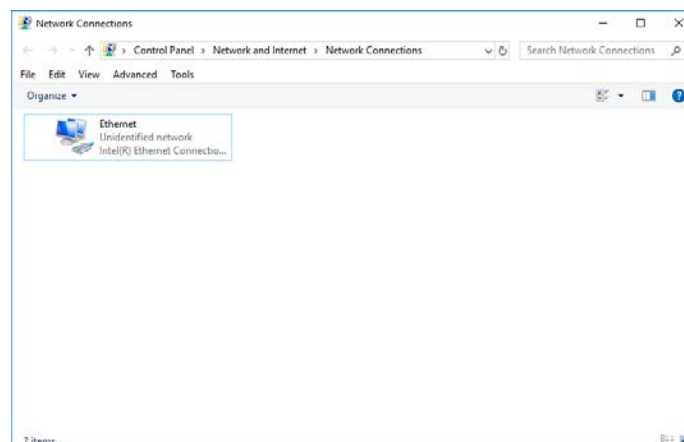 Network Connections
Control Panel › Network and Internet › Network Connections
Search Network Connections
File Edit View Advanced Tools
Organize
Ethernet
Unidentified network
Intel(R) Ethernet Connectio...
2 items